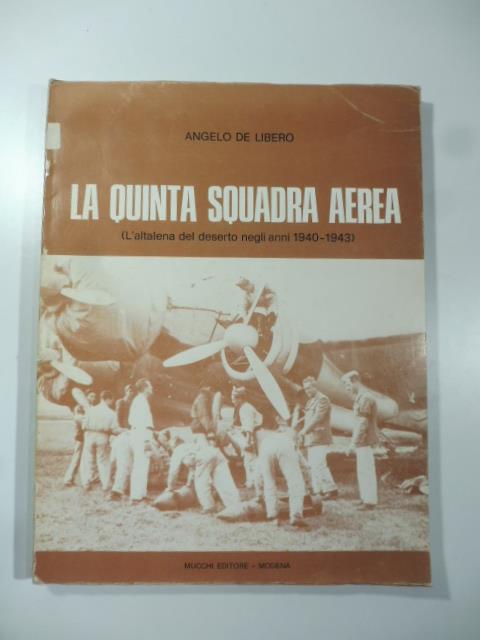 ANGELO DE LIBERO
LA QUINTA SQUADRA AEREA
(L'altalena del deserto negli anni 1940-1943)
MUCCHI EDITORE - MODENA